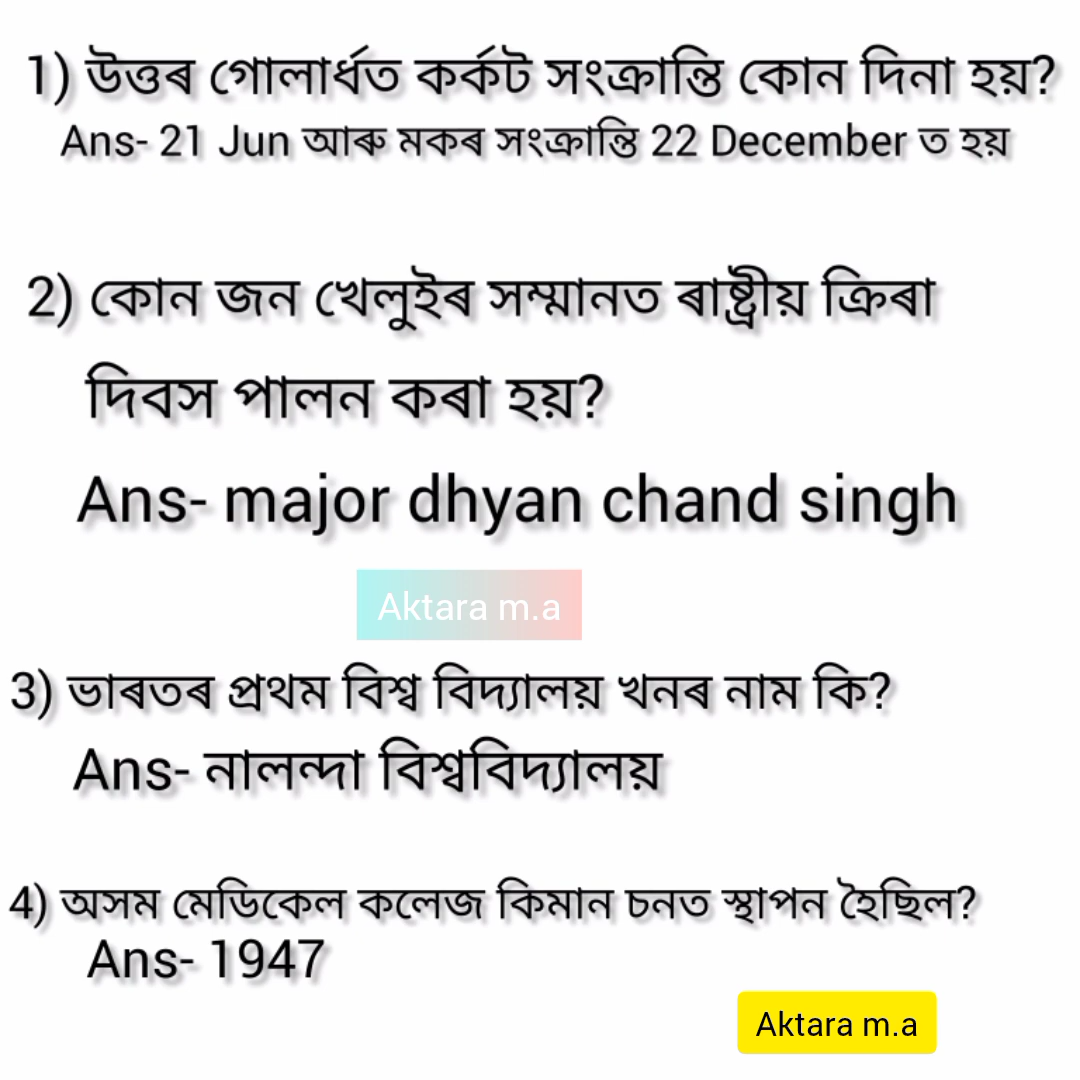 1) উত্তৰ গোলাৰ্ধত কৰ্কট সংক্ৰান্তি কোন দিনা হয়?
Ans- 21 Jun আৰু মকৰ সংক্ৰান্তি 22 December ত হয়
2) কোন জন খেলুইৰ সম্মানত ৰাষ্ট্ৰীয় ক্ৰিৰা
দিবস পালন কৰা হয়?
Ans- major dhyan chand singh
Aktara m.a
3) ভাৰতৰ প্ৰথম বিশ্ব বিদ্যালয় খনৰ নাম কি?
Ans- নালন্দা বিশ্ববিদ্যালয়
4) অসম মেডিকেল কলেজ কিমান চনত স্থাপন হৈছিল?
Ans- 1947
Aktara m.a